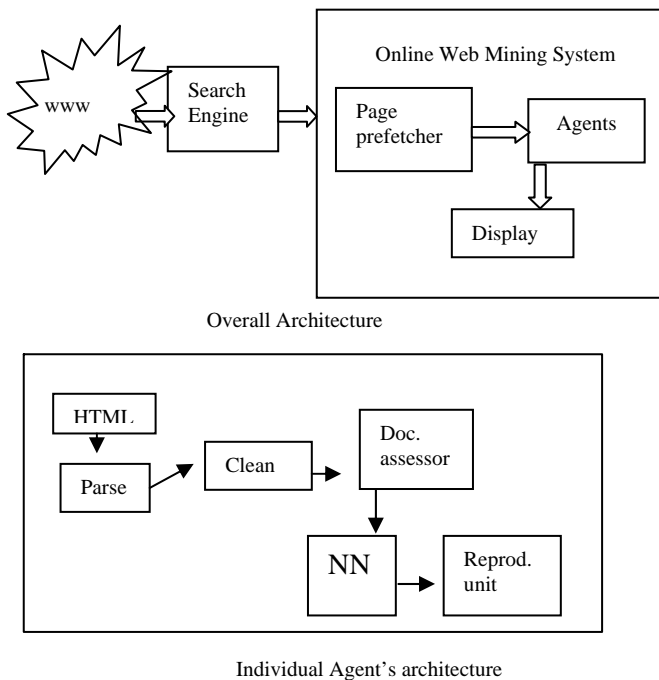 Online Web Mining System
www
Search
Engine
Page
prefetcher
Agents
Display
Overall Architecture
HTML
Parse
Clean
Doc.
assessor
NN
Reprod.
unit
Individual Agent's architecture